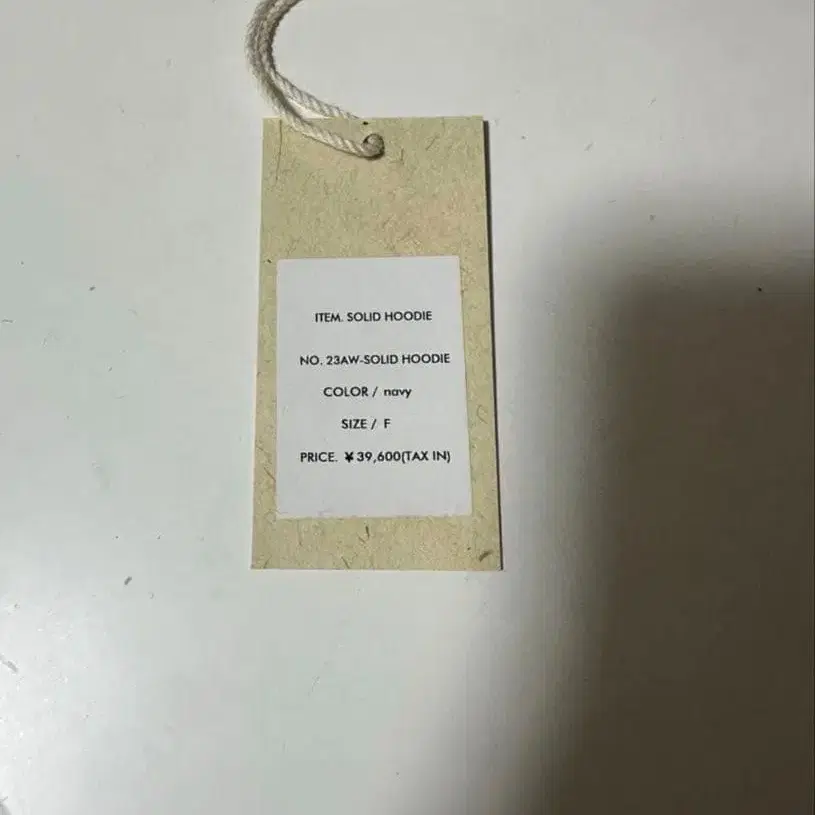 ITEM. SOLID HOODIE
NO. 23AW-SOLID HOODIE
COLOR / navy
SIZE / F
PRICE. ¥39,600(TAX IN)